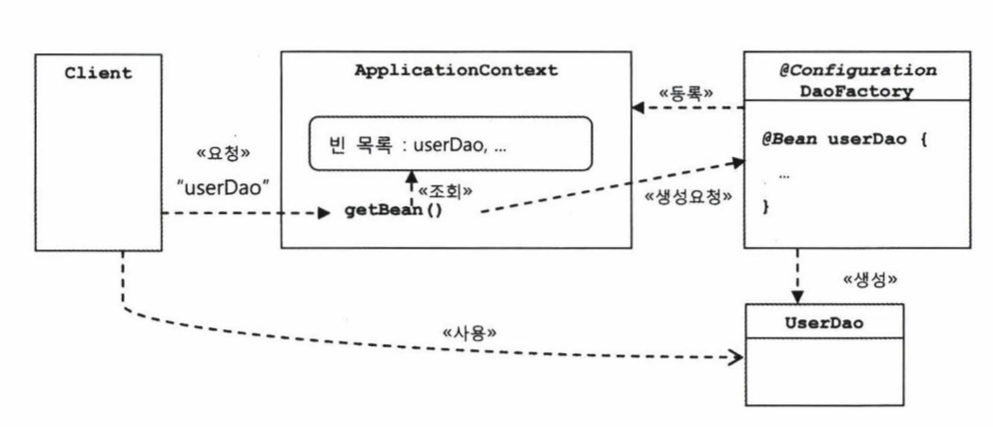 Client
«요청»
"userDao"
ApplicationContext
빈 목록 : userDao, ...
«조회»
getBean()
«등록»
«생성요청»
@Configuration
DaoFactory
@Bean userDao {
...
}
«생성»
UserDao
«사용»